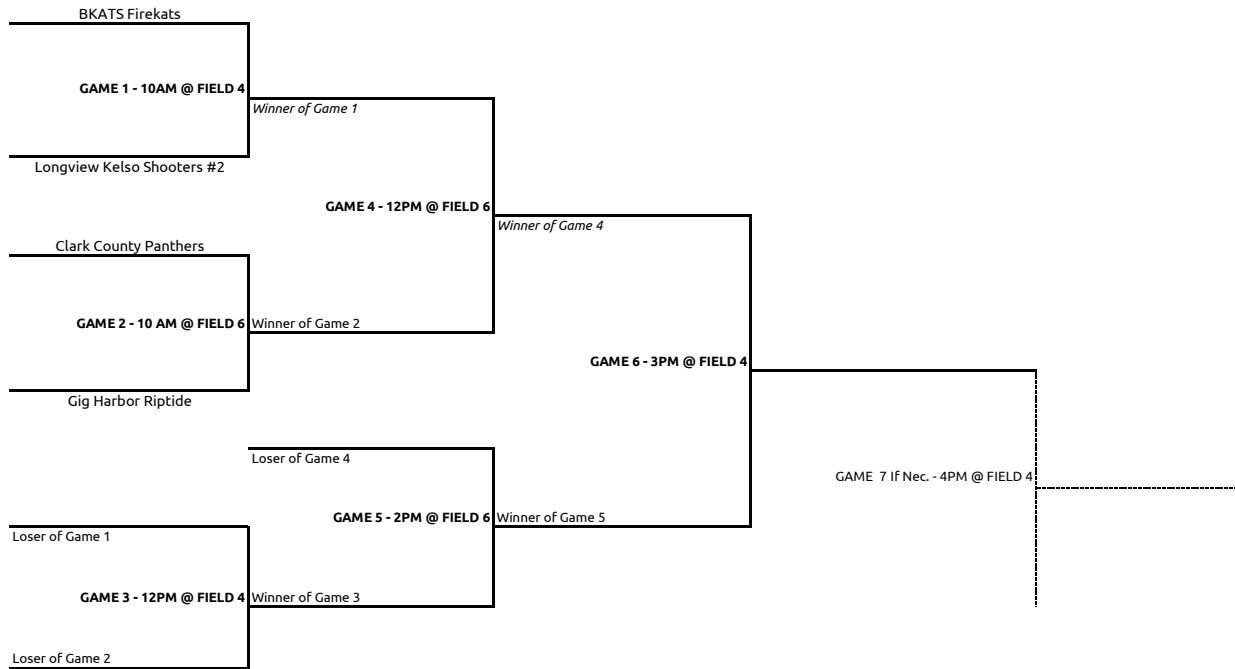 BKATS Firekats
GAME 1 - 10AM @ FIELD 4
Winner of Game 1
Longview Kelso Shooters #2
GAME 4 - 12PM @ FIELD 6
Winner of Game 4
Clark County Panthers
GAME 2 - 10 AM @ FIELD 6
Winner of Game 2
GAME 6 - 3PM @ FIELD 4
Gig Harbor Riptide
Loser of Game 4
GAME  7 If Nec. - 4PM @ FIELD 4
GAME 5 - 2PM @ FIELD 6
Winner of Game 5
Loser of Game 1
GAME 3 - 12PM @ FIELD 4
Winner of Game 3
Loser of Game 2